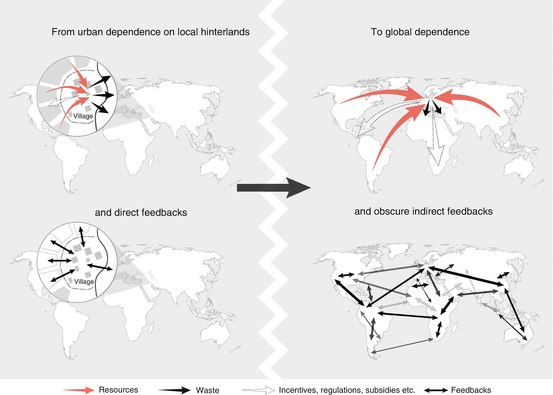 From urban dependence on local hinterlands
To global dependence
Village
and direct feedbacks
and obscure indirect feedbacks
Village
Resources
Waste
Incentives, regulations, subsidies etc.
Feedbacks